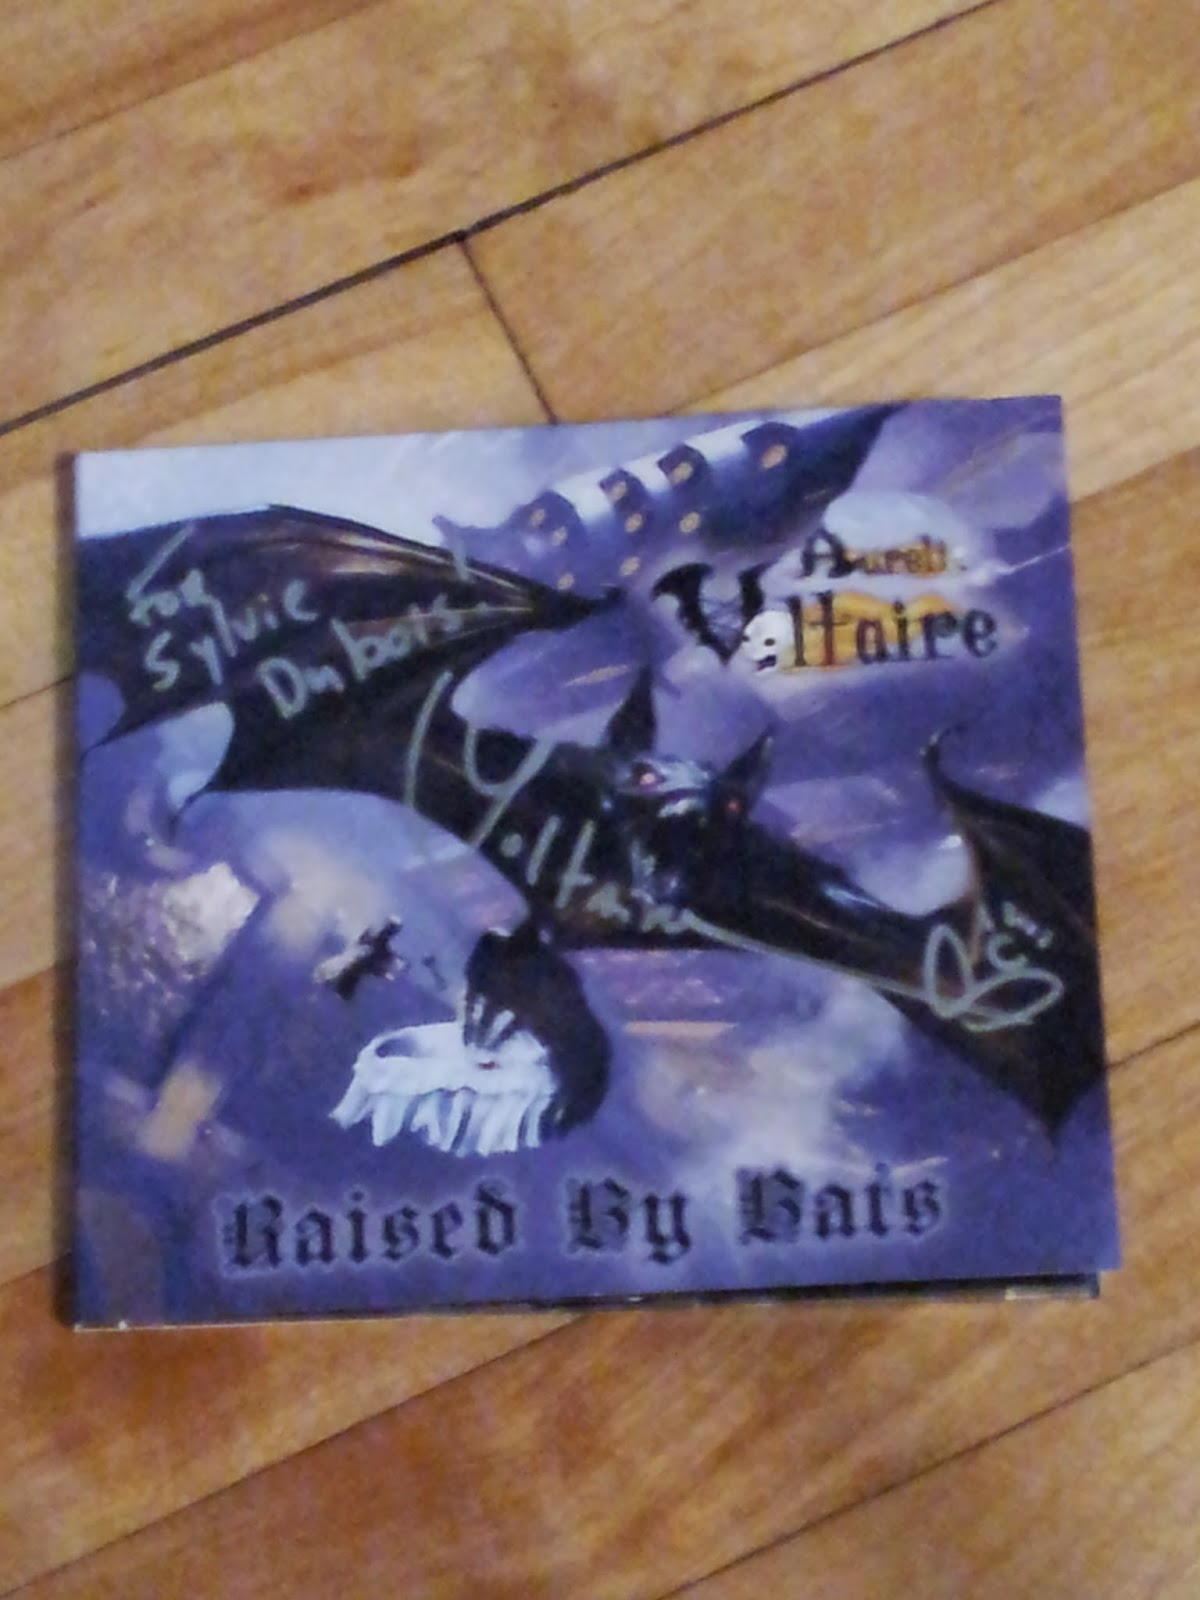 Aurelio
Voltaire
For
Sylvie
Dubois!
Voltaire
Raised By Bats